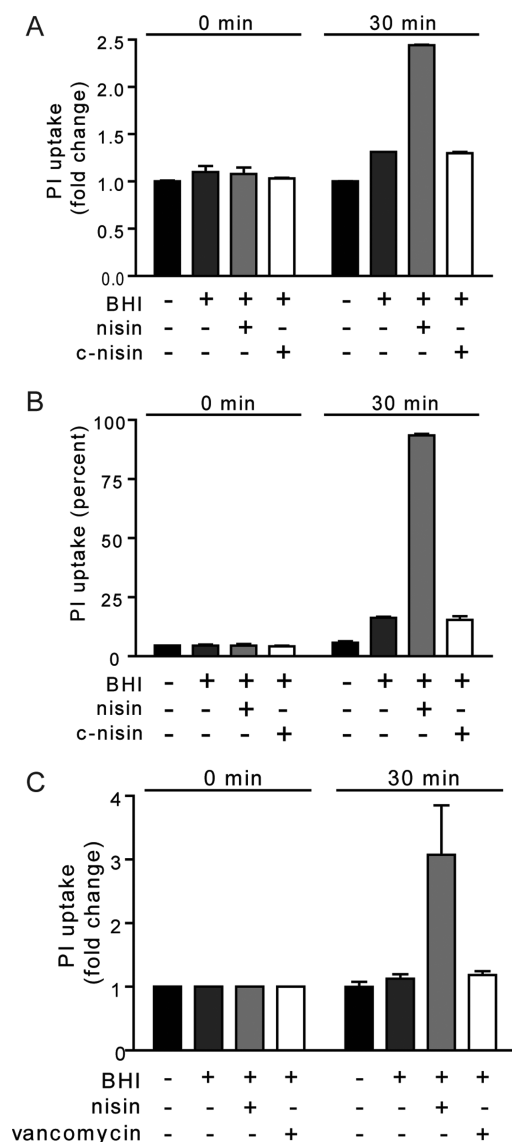 A
0 min 30 min
2.5
2.0
1.5
1.0
0.5
0.0
PI uptake
(fold change)
BHI - + + + - + + +
nisin - - + - - - + -
c-nisin - - - + - - - +
B
0 min 30 min
100
75
50
25
0
PI uptake (percent)
BHI - + + + - + + +
nisin - - + - - - + -
c-nisin - - - + - - - +
C
0 min 30 min
4
3
2
1
0
PI uptake
(fold change)
BHI - + + + - + + +
nisin - - + - - - + -
vancomycin - - - + - - - +